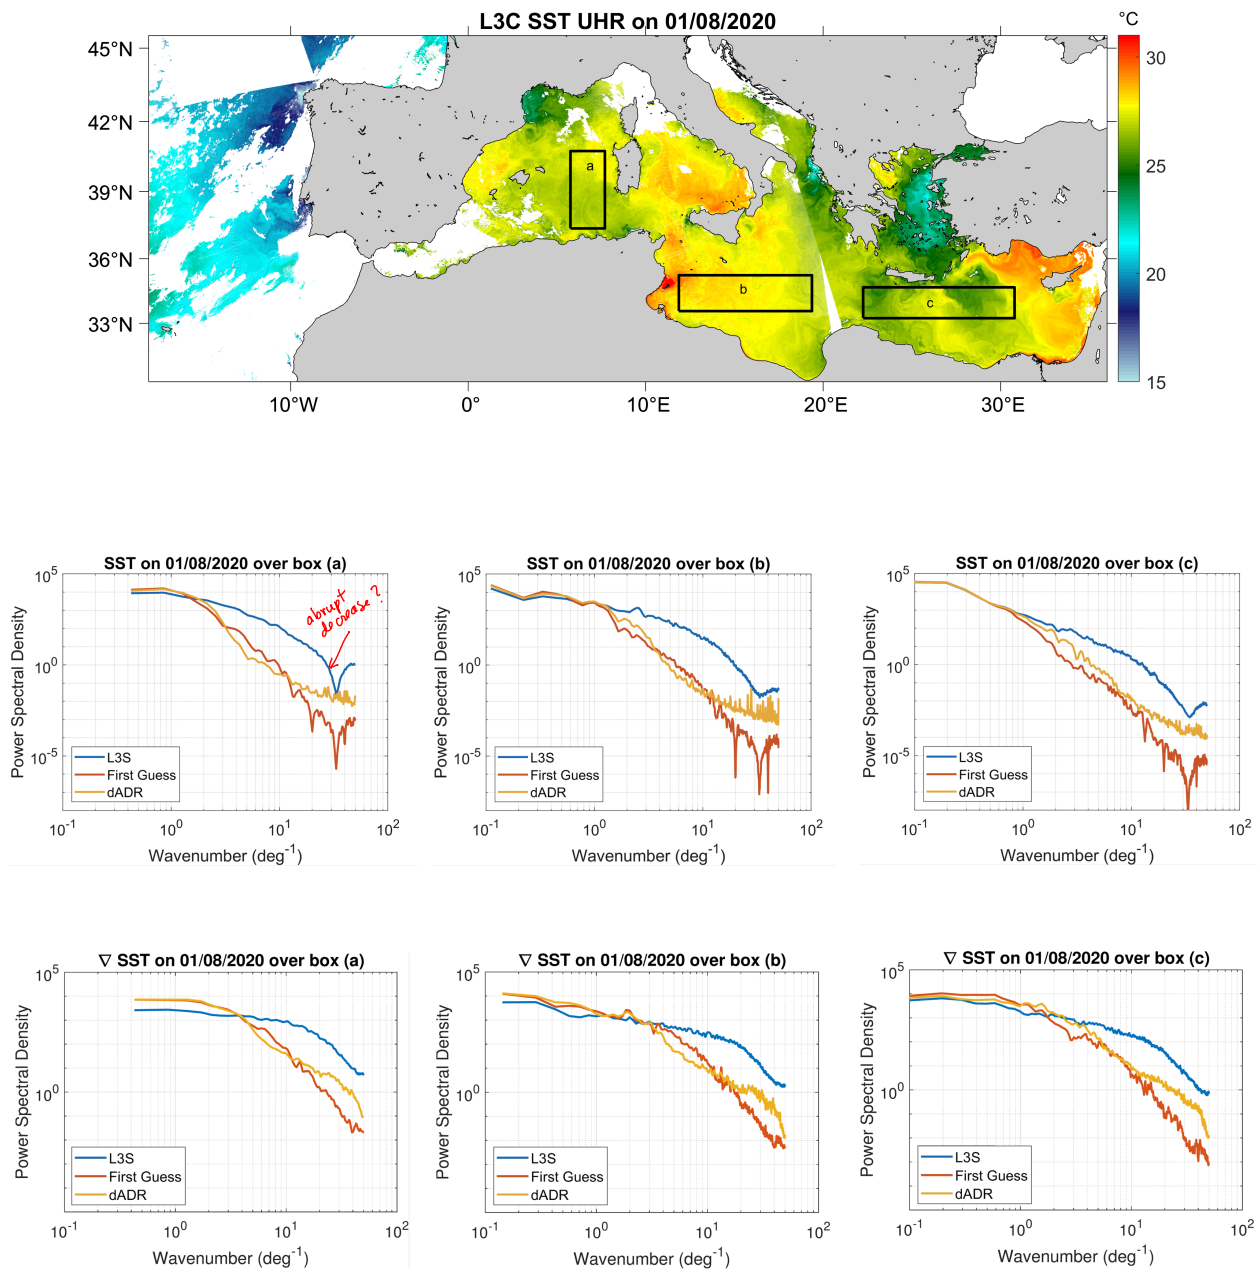 L3C SST UHR on 01/08/2020
°C
45°N
42°N
39°N
36°N
33°N
10°W
0°
10°E
20°E
30°E
30
25
20
15
a
b
c
SST on 01/08/2020 over box (a)
Power Spectral Density
10^5
10^0
10^-5
10^-1
10^0
10^1
10^2
Wavenumber (deg^-1)
L3S
First Guess
dADR
abrupt
decrease?
SST on 01/08/2020 over box (b)
Power Spectral Density
10^5
10^0
10^-5
10^-1
10^0
10^1
10^2
Wavenumber (deg^-1)
L3S
First Guess
dADR
SST on 01/08/2020 over box (c)
Power Spectral Density
10^5
10^0
10^-5
10^-1
10^0
10^1
10^2
Wavenumber (deg^-1)
L3S
First Guess
dADR
∇ SST on 01/08/2020 over box (a)
Power Spectral Density
10^5
10^0
10^-1
10^0
10^1
10^2
Wavenumber (deg^-1)
L3S
First Guess
dADR
∇ SST on 01/08/2020 over box (b)
Power Spectral Density
10^5
10^0
10^-1
10^0
10^1
10^2
Wavenumber (deg^-1)
L3S
First Guess
dADR
∇ SST on 01/08/2020 over box (c)
Power Spectral Density
10^5
10^0
10^-1
10^0
10^1
10^2
Wavenumber (deg^-1)
L3S
First Guess
dADR